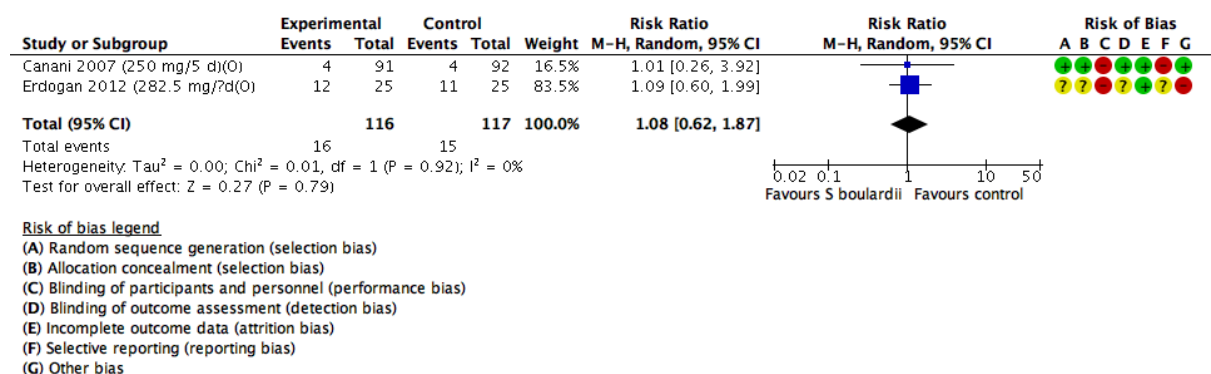 Experimental Control Risk Ratio Risk Ratio Risk of Bias
Study or Subgroup Events Total Events Total Weight M-H, Random, 95% CI M-H, Random, 95% CI A B C D E F G
Canani 2007 (250 mg/5 d)(O) 4 91 4 92 16.5% 1.01 [0.26, 3.92] + + - + + - +
Erdogan 2012 (282.5 mg/?d(O) 12 25 11 25 83.5% 1.09 [0.60, 1.99] ? ? - ? + ? -
Total (95% CI) 116 117 100.0% 1.08 [0.62, 1.87]
Total events 16 15
Heterogeneity: Tau² = 0.00; Chi² = 0.01, df = 1 (P = 0.92); I² = 0%
Test for overall effect: Z = 0.27 (P = 0.79)
0.02 0.1 1 10 50
Favours S boulardii Favours control
Risk of bias legend
(A) Random sequence generation (selection bias)
(B) Allocation concealment (selection bias)
(C) Blinding of participants and personnel (performance bias)
(D) Blinding of outcome assessment (detection bias)
(E) Incomplete outcome data (attrition bias)
(F) Selective reporting (reporting bias)
(G) Other bias